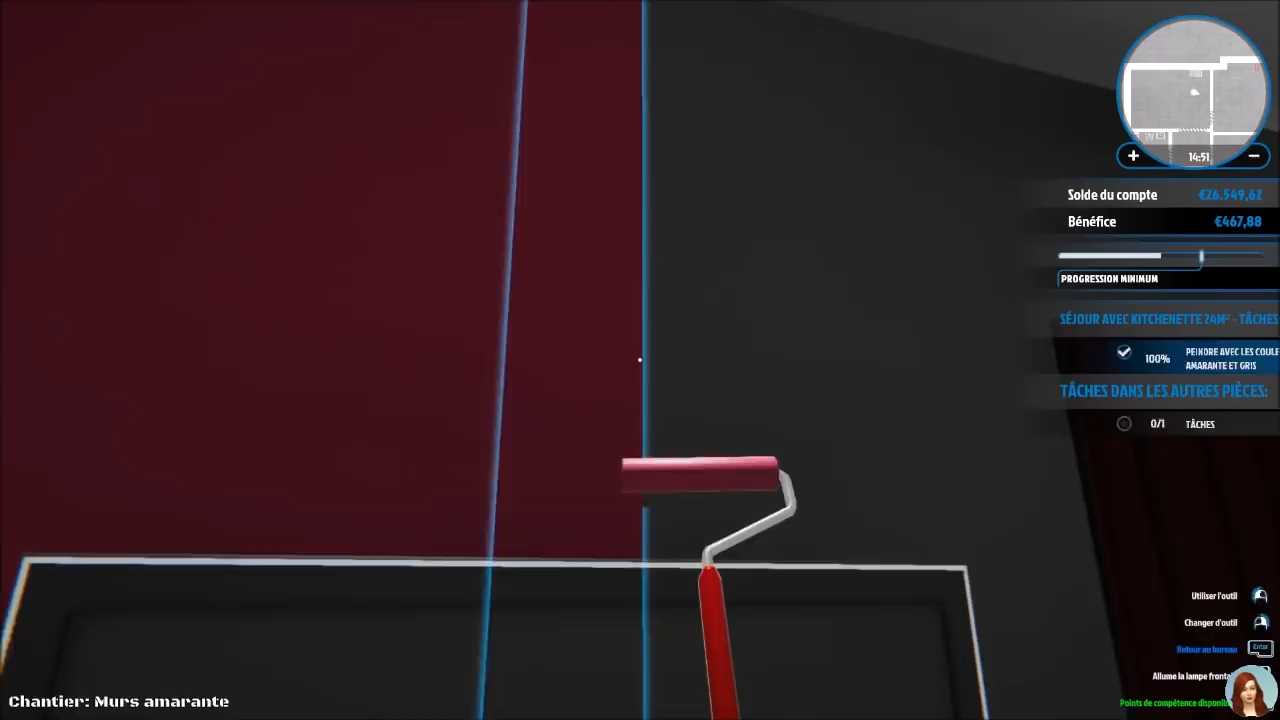 14:51
Solde du compte €26.549,62
Bénéfice €467,88
PROGRESSION MINIMUM
SÉJOUR AVEC KITCHENETTE 24M² - TÂCHES
100% PEINDRE AVEC LES COULE
AMARANTE ET GRIS
TÂCHES DANS LES AUTRES PIÈCES:
0/1 TÂCHES
Utiliser l'outil
Changer d'outil
Retour au bureau Entar
Allume la lampe fronta
Chantier: Murs amarante
Points de compétence disponib